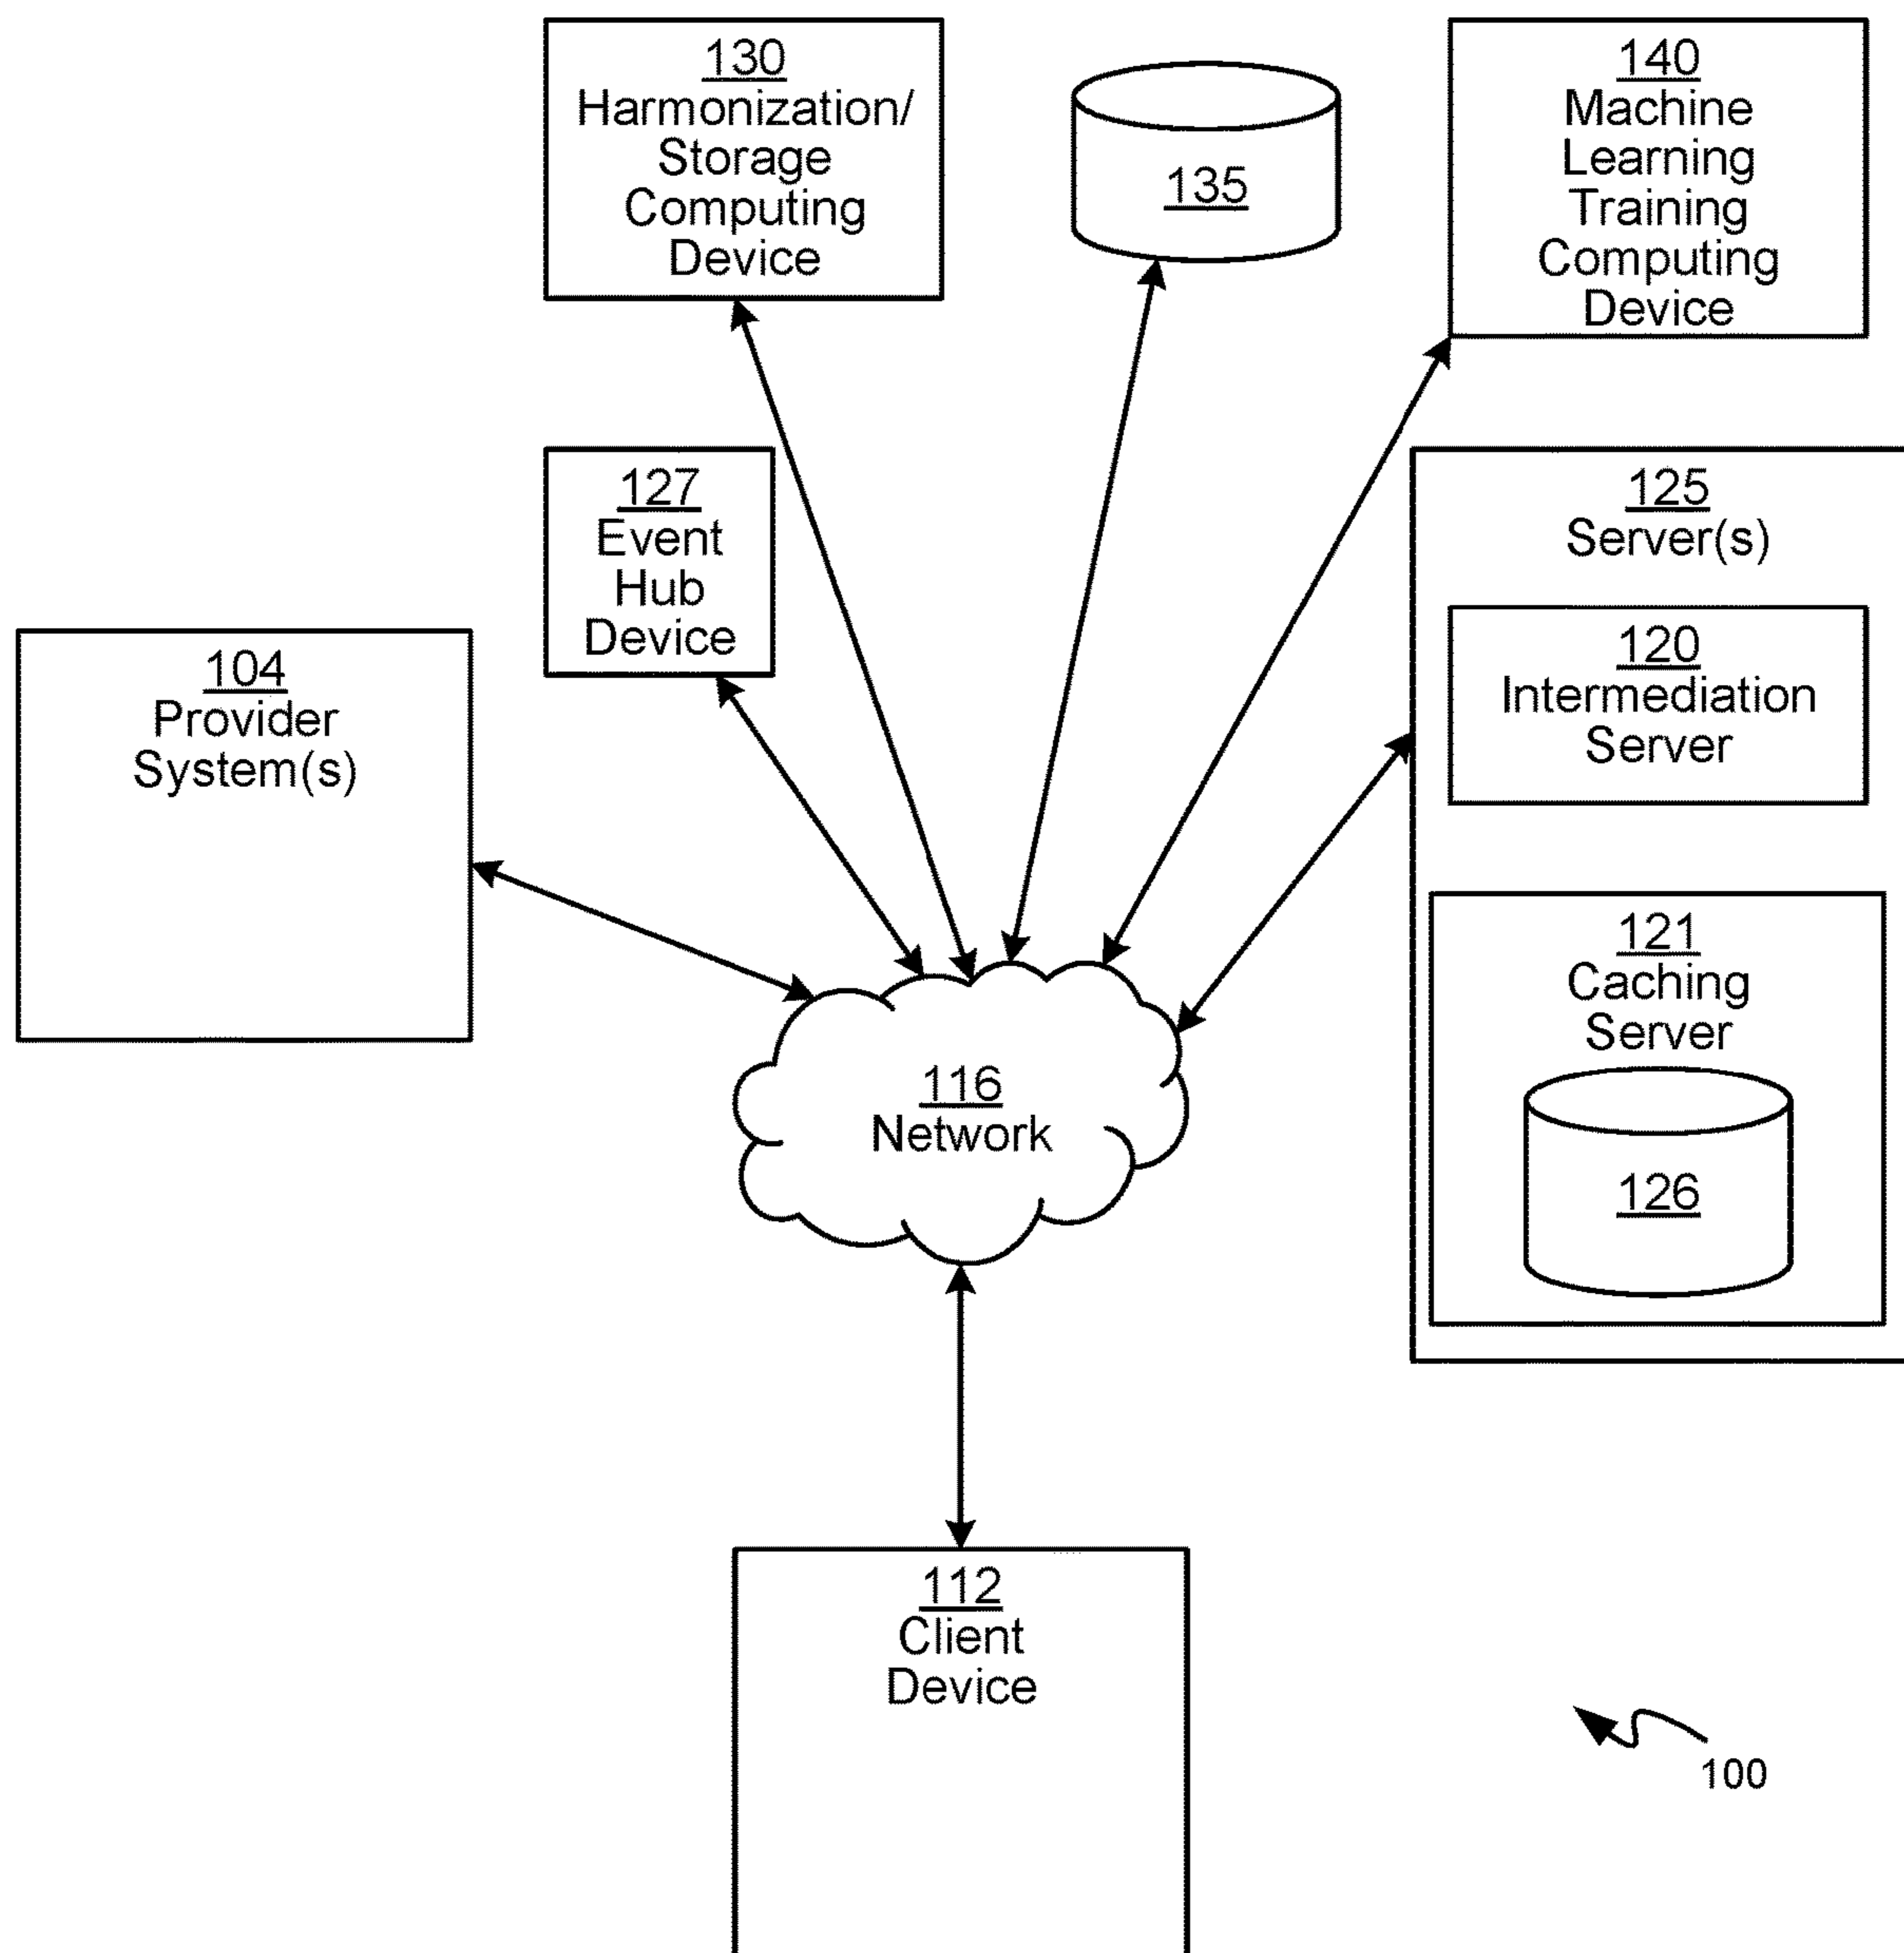 130
Harmonization/
Storage
Computing
Device
135
140
Machine
Learning
Training
Computing
Device
127
Event
Hub
Device
125
Server(s)
120
Intermediation
Server
104
Provider
System(s)
121
Caching
Server
126
116
Network
112
Client
Device
100